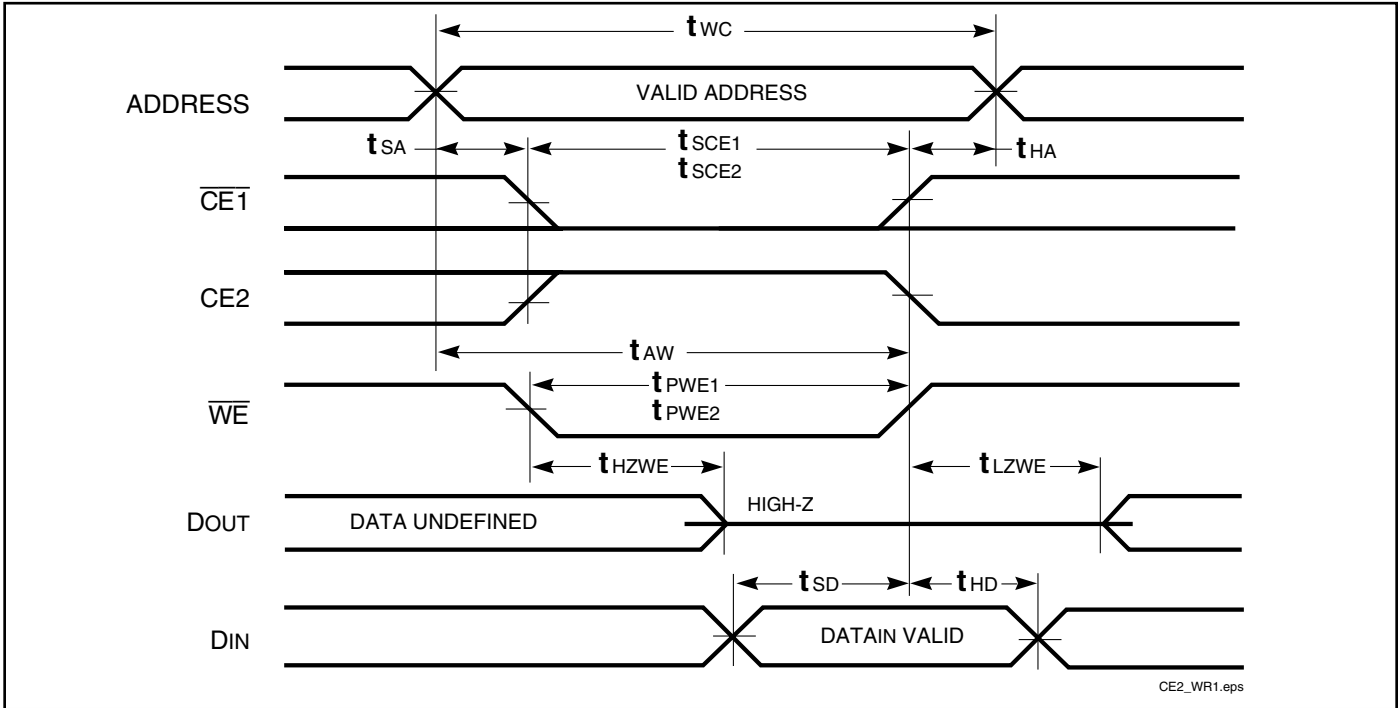 tWC
ADDRESS
VALID ADDRESS
tSA
tSCE1
tSCE2
tHA
CE1
CE2
tAW
WE
tPWE1
tPWE2
tHZWE
tLZWE
DOUT
DATA UNDEFINED
HIGH-Z
tSD
tHD
DIN
DATAIN VALID
CE2_WR1.eps